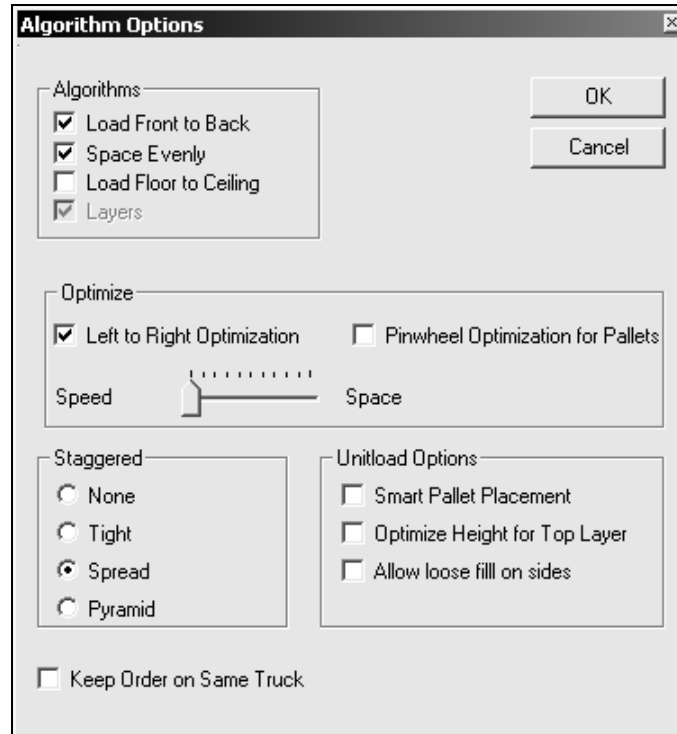 Algorithm Options
Algorithms
Load Front to Back
Space Evenly
Load Floor to Ceiling
Layers
OK
Cancel
Optimize
Left to Right Optimization
Pinwheel Optimization for Pallets
Speed
Space
Staggered
None
Tight
Spread
Pyramid
Unitload Options
Smart Pallet Placement
Optimize Height for Top Layer
Allow loose filll on sides
Keep Order on Same Truck